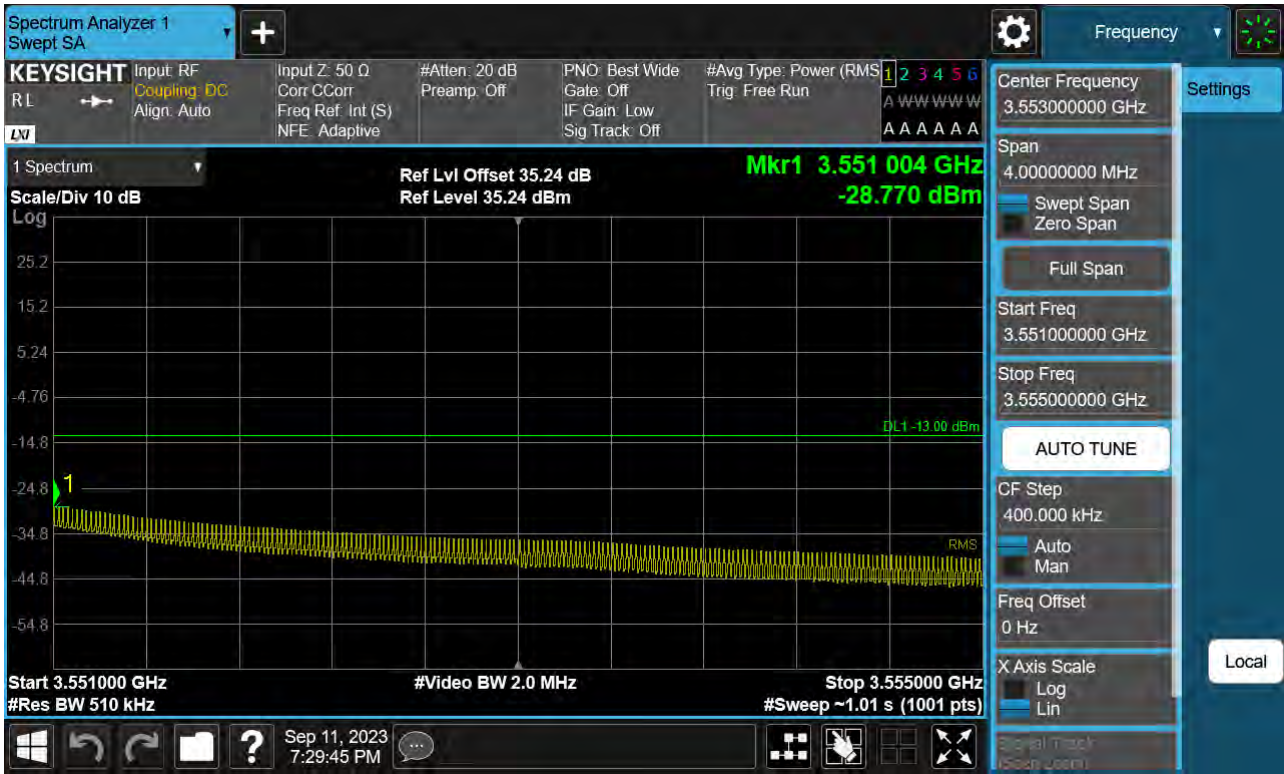 Spectrum Analyzer 1
Swept SA
+
Frequency
KEYSIGHT
RL
LXI
Input: RF
Coupling: DC
Align: Auto
Input Z: 50 Ω
Corr CCorr
Freq Ref: Int (S)
NFE: Adaptive
#Atten: 20 dB
Preamp: Off
PNO: Best Wide
Gate: Off
IF Gain: Low
Sig Track: Off
#Avg Type: Power (RMS
Trig: Free Run
1 2 3 4 5 6
A W W W W W
A A A A A A
1 Spectrum
Scale/Div 10 dB
Log
Ref Lvl Offset 35.24 dB
Ref Level 35.24 dBm
Mkr1 3.551 004 GHz
-28.770 dBm
25.2
15.2
5.24
-4.76
-14.8
-24.8
-34.8
-44.8
-54.8
DL1 -13.00 dBm
1
RMS
Start 3.551000 GHz
#Res BW 510 kHz
#Video BW 2.0 MHz
Stop 3.555000 GHz
#Sweep ~1.01 s (1001 pts)
Center Frequency
3.553000000 GHz
Span
4.00000000 MHz
Swept Span
Zero Span
Full Span
Start Freq
3.551000000 GHz
Stop Freq
3.555000000 GHz
AUTO TUNE
CF Step
400.000 kHz
Auto
Man
Freq Offset
0 Hz
X Axis Scale
Log
Lin
Signal Track
(Span Zoom)
Settings
Local
?
Sep 11, 2023
7:29:45 PM